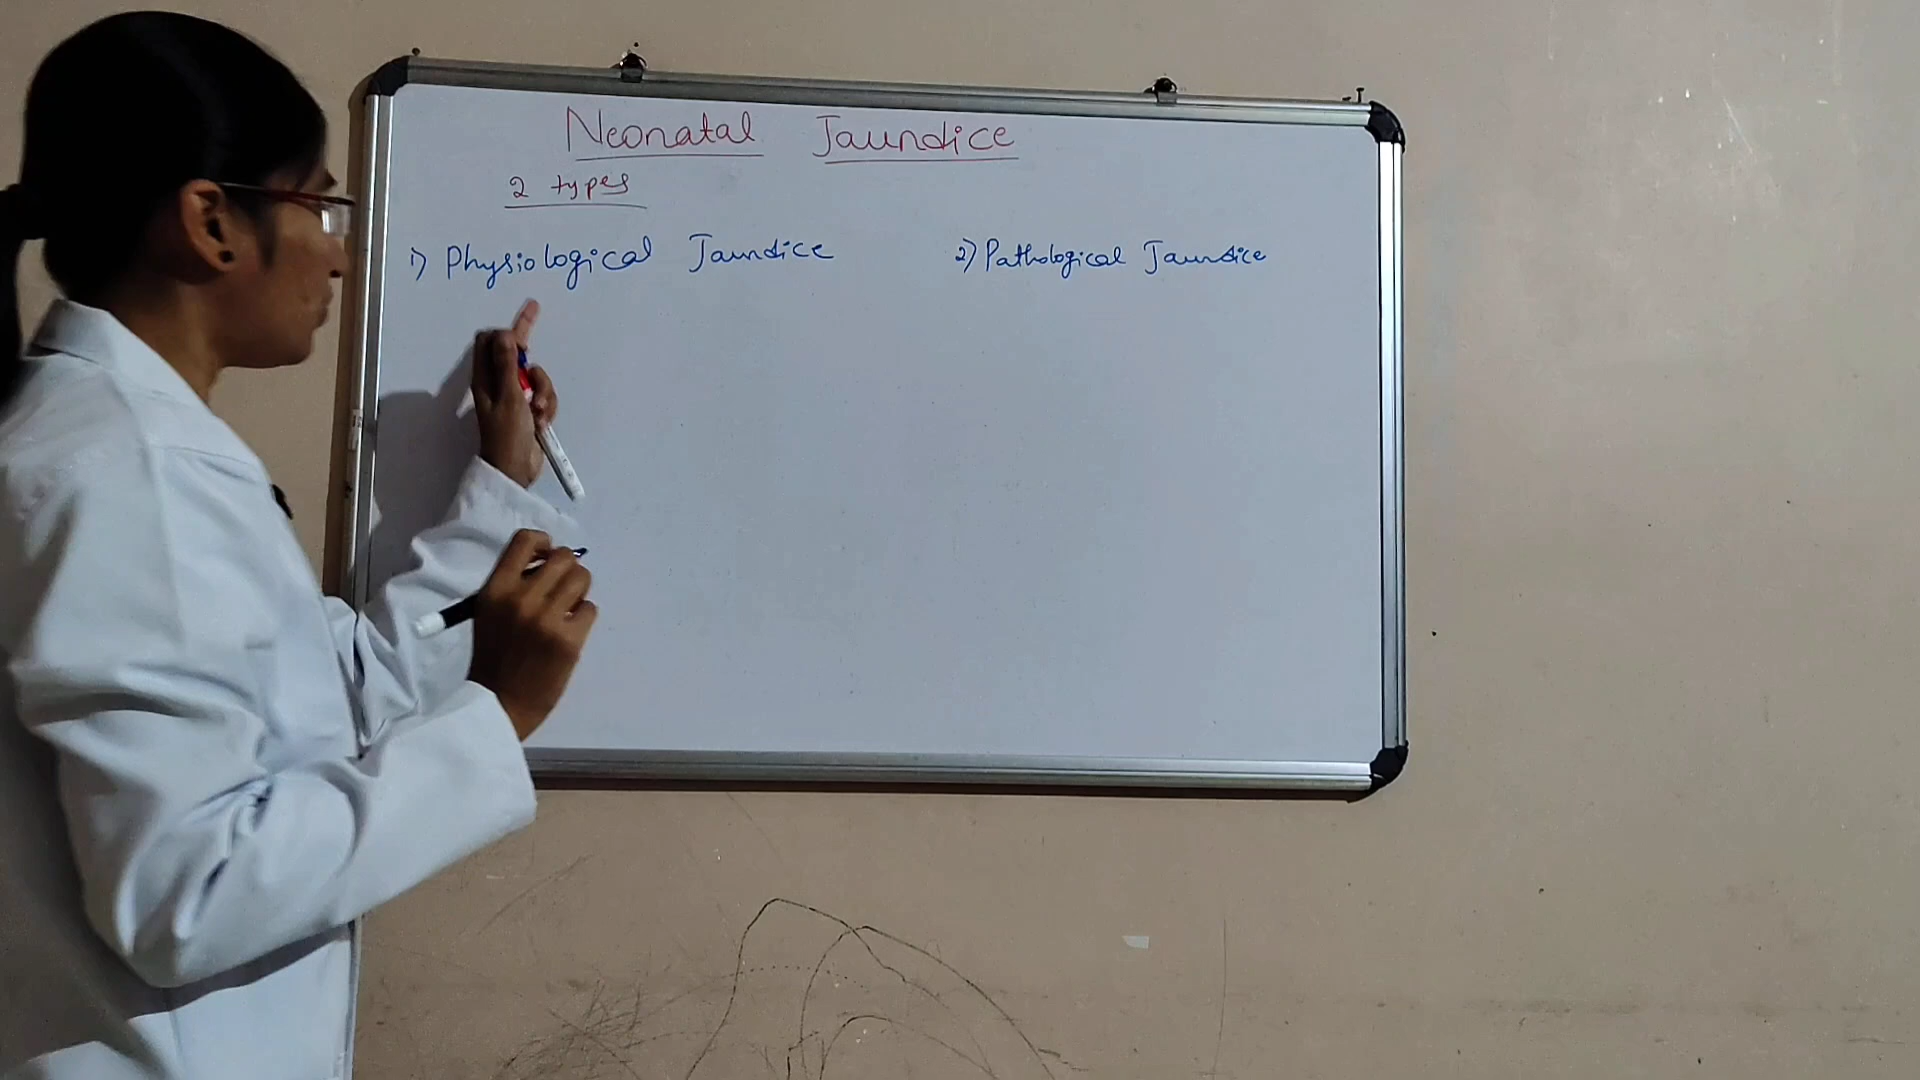 Neonatal Jaundice
2 types
1) Physiological Jaundice
2) Pathological Jaundice